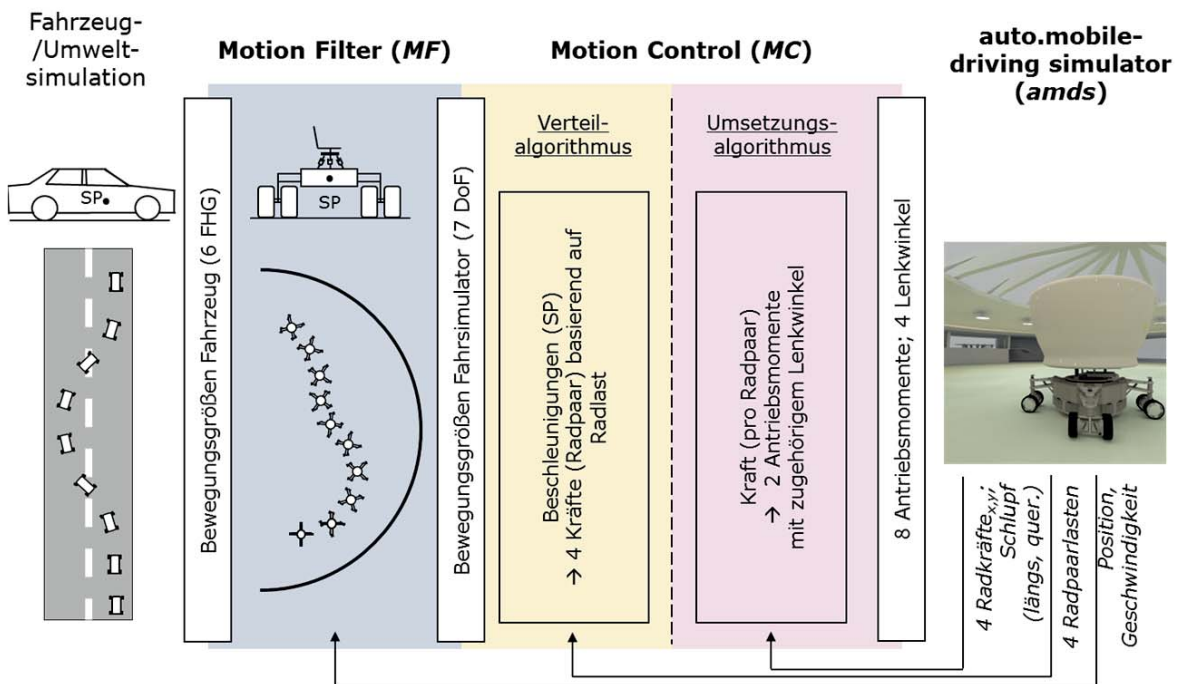 Fahrzeug-
/Umwelt-
simulation
Motion Filter (MF)
Motion Control (MC)
auto.mobile-
driving simulator
(amds)
SP
Bewegungsgrößen Fahrzeug (6 FHG)
SP
Bewegungsgrößen Fahrsimulator (7 DoF)
Verteil-
algorithmus
Beschleunigungen (SP)
→ 4 Kräfte (Radpaar) basierend auf
Radlast
Umsetzungs-
algorithmus
Kraft (pro Radpaar)
→ 2 Antriebsmomente
mit zugehörigem Lenkwinkel
8 Antriebsmomente; 4 Lenkwinkel
4 Radkräftex,y;
Schlupf
(längs, quer.)
4 Radpaarlasten
Position,
Geschwindigkeit